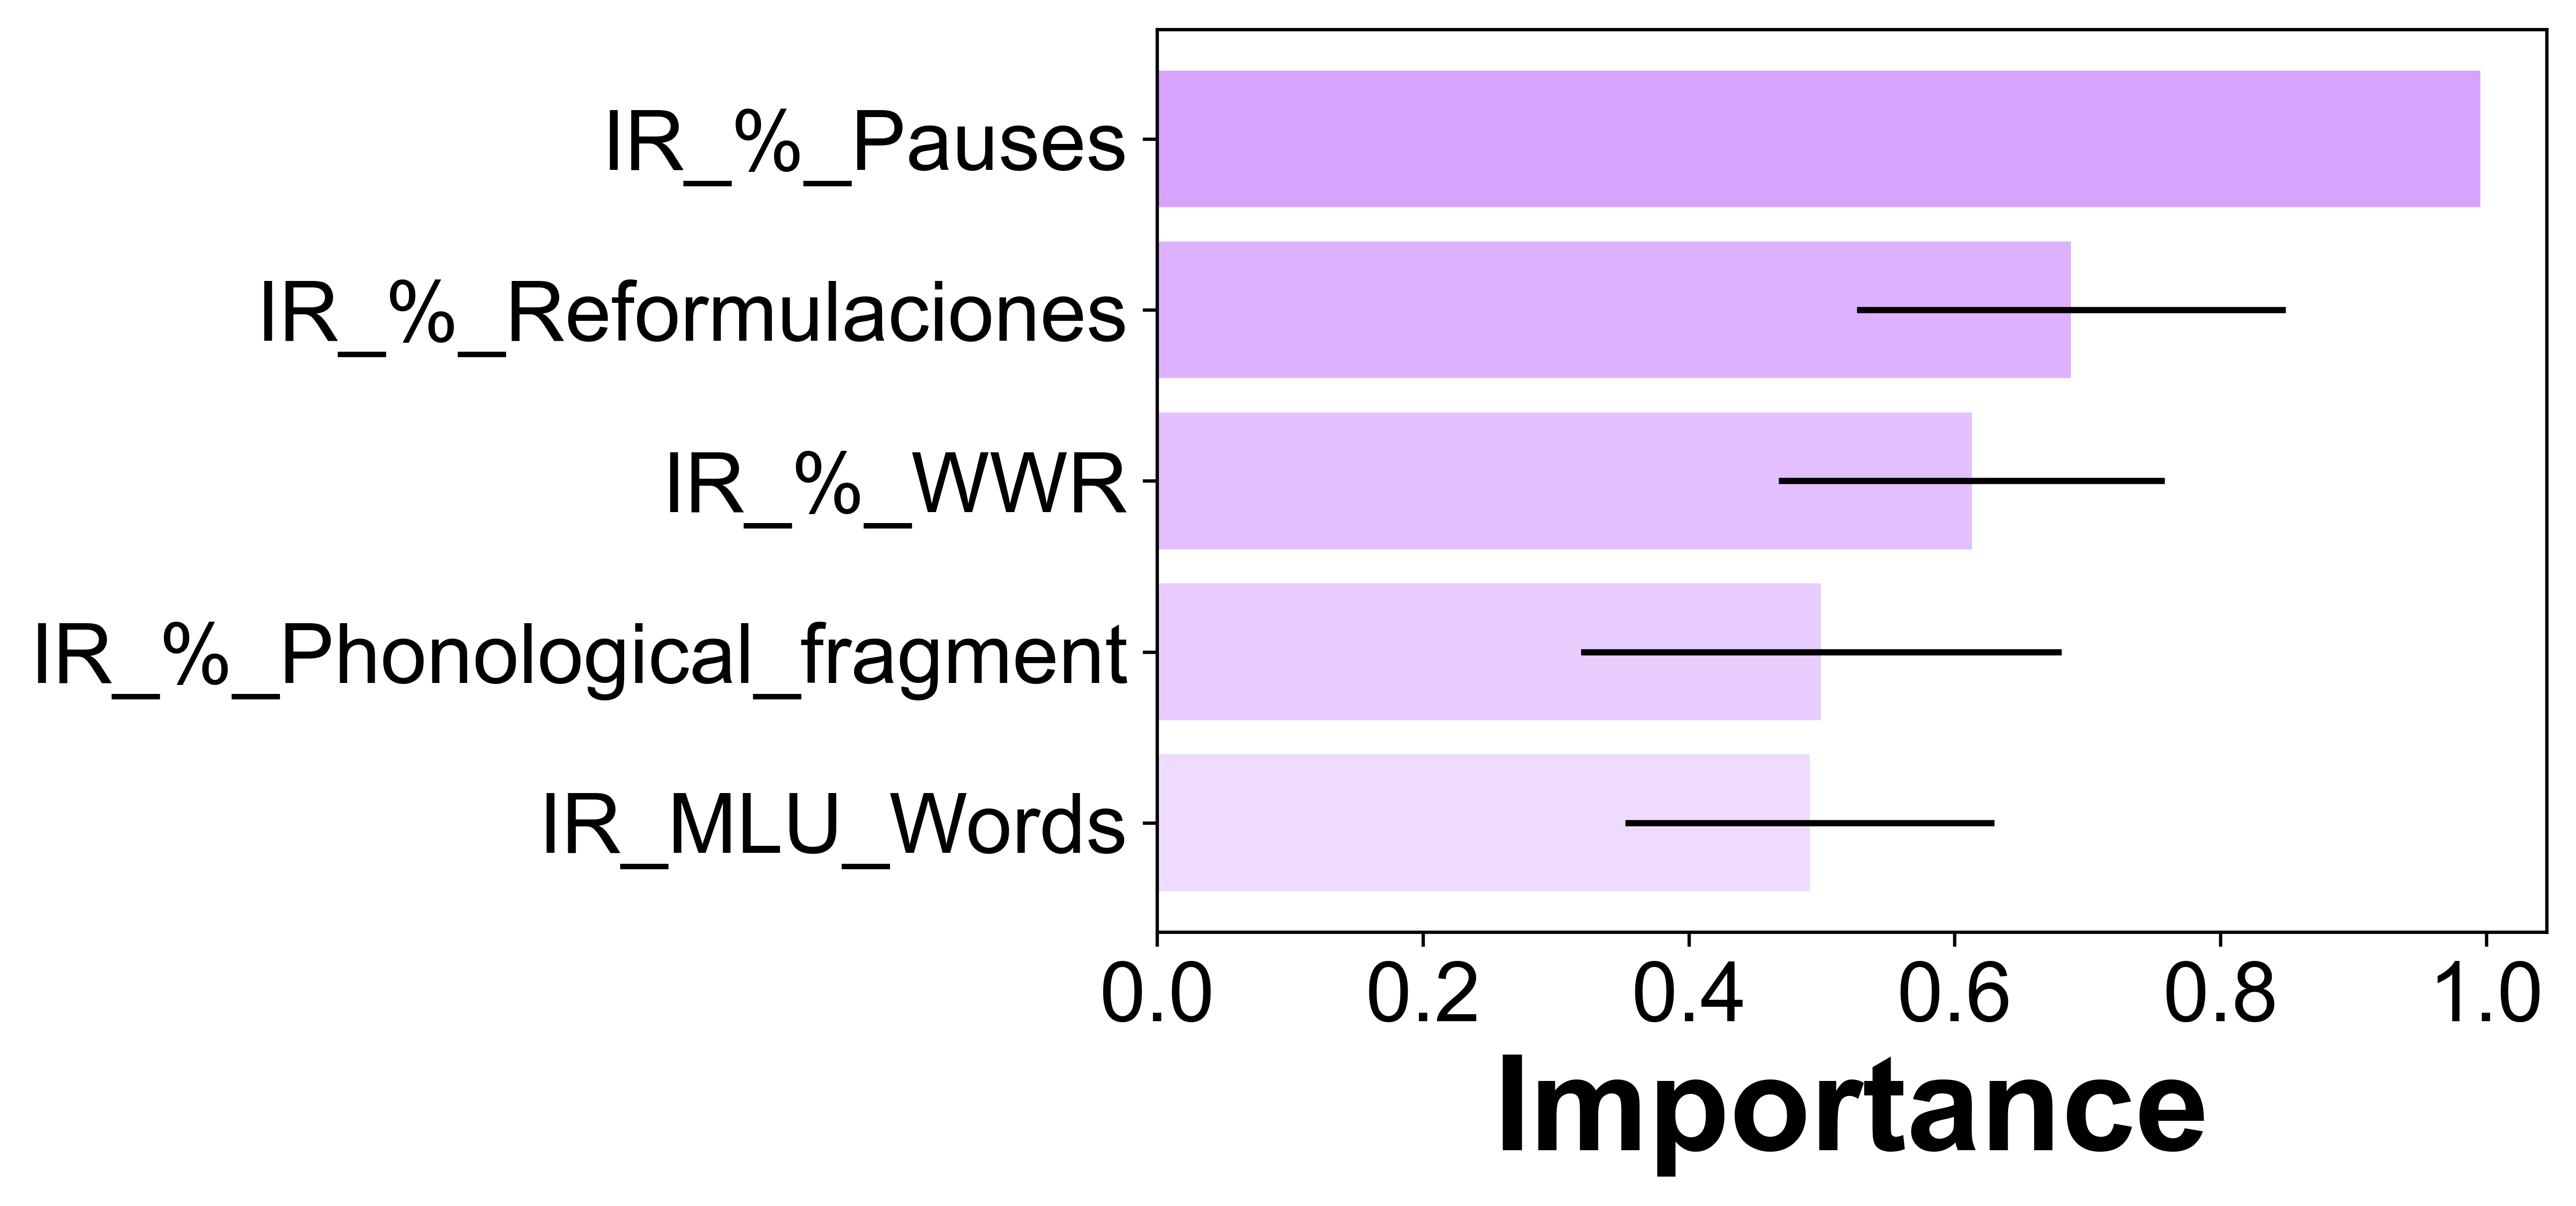 IR_%_Pauses
IR_%_Reformulaciones
IR_%_WWR
IR_%_Phonological_fragment
IR_MLU_Words
0.0 0.2 0.4 0.6 0.8 1.0
Importance